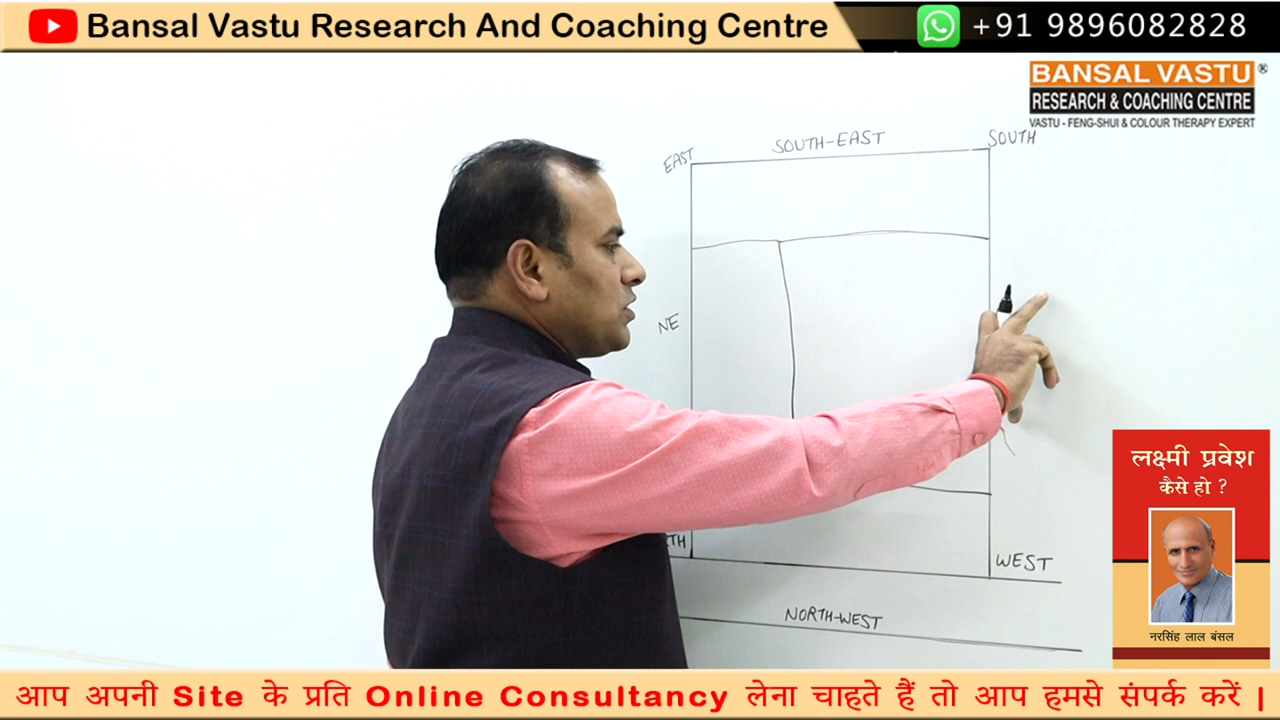 Bansal Vastu Research And Coaching Centre
+91 9896082828
BANSAL VASTU ®
RESEARCH & COACHING CENTRE
VASTU - FENG-SHUI & COLOUR THERAPY EXPERT
EAST
SOUTH-EAST
SOUTH
NE
लक्ष्मी प्रवेश
कैसे हो ?
WEST
NORTH-WEST
नरसिंह लाल बंसल
आप अपनी Site के प्रति Online Consultancy लेना चाहते हैं तो आप हमसे संपर्क करें |